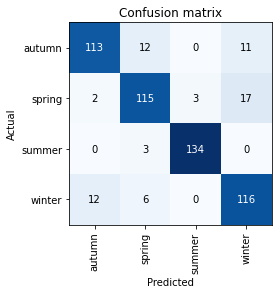 Confusion matrix
autumn 113 12 0 11
spring 2 115 3 17
summer 0 3 134 0
winter 12 6 0 116
autumn spring summer winter
Actual
Predicted